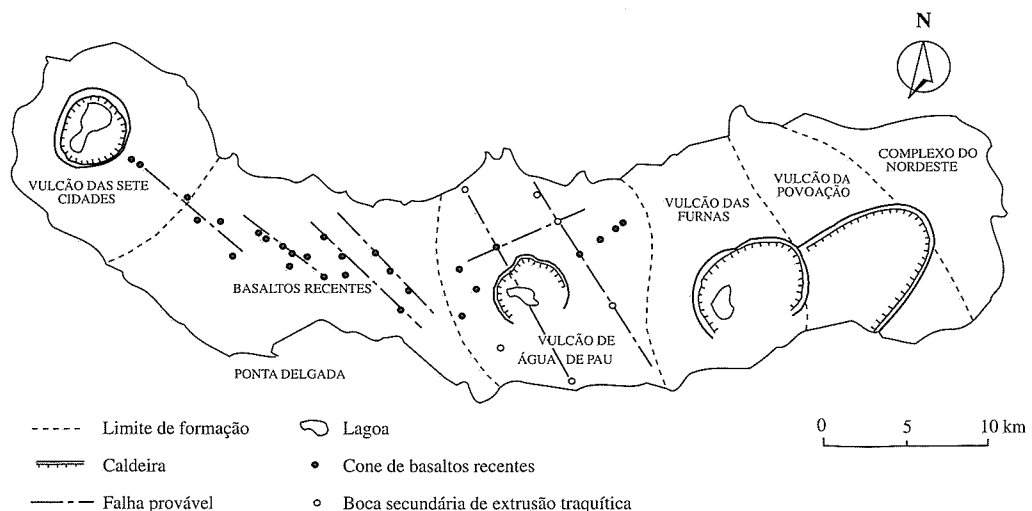 N
VULCÃO DAS SETE
CIDADES
BASALTOS RECENTES
PONTA DELGADA
VULCÃO DE
ÁGUA DE PAU
VULCÃO DAS
FURNAS
VULCÃO DA
POVOAÇÃO
COMPLEXO DO
NORDESTE
Limite de formação
Caldeira
Falha provável
Lagoa
Cone de basaltos recentes
Boca secundária de extrusão traquítica
0 5 10 km